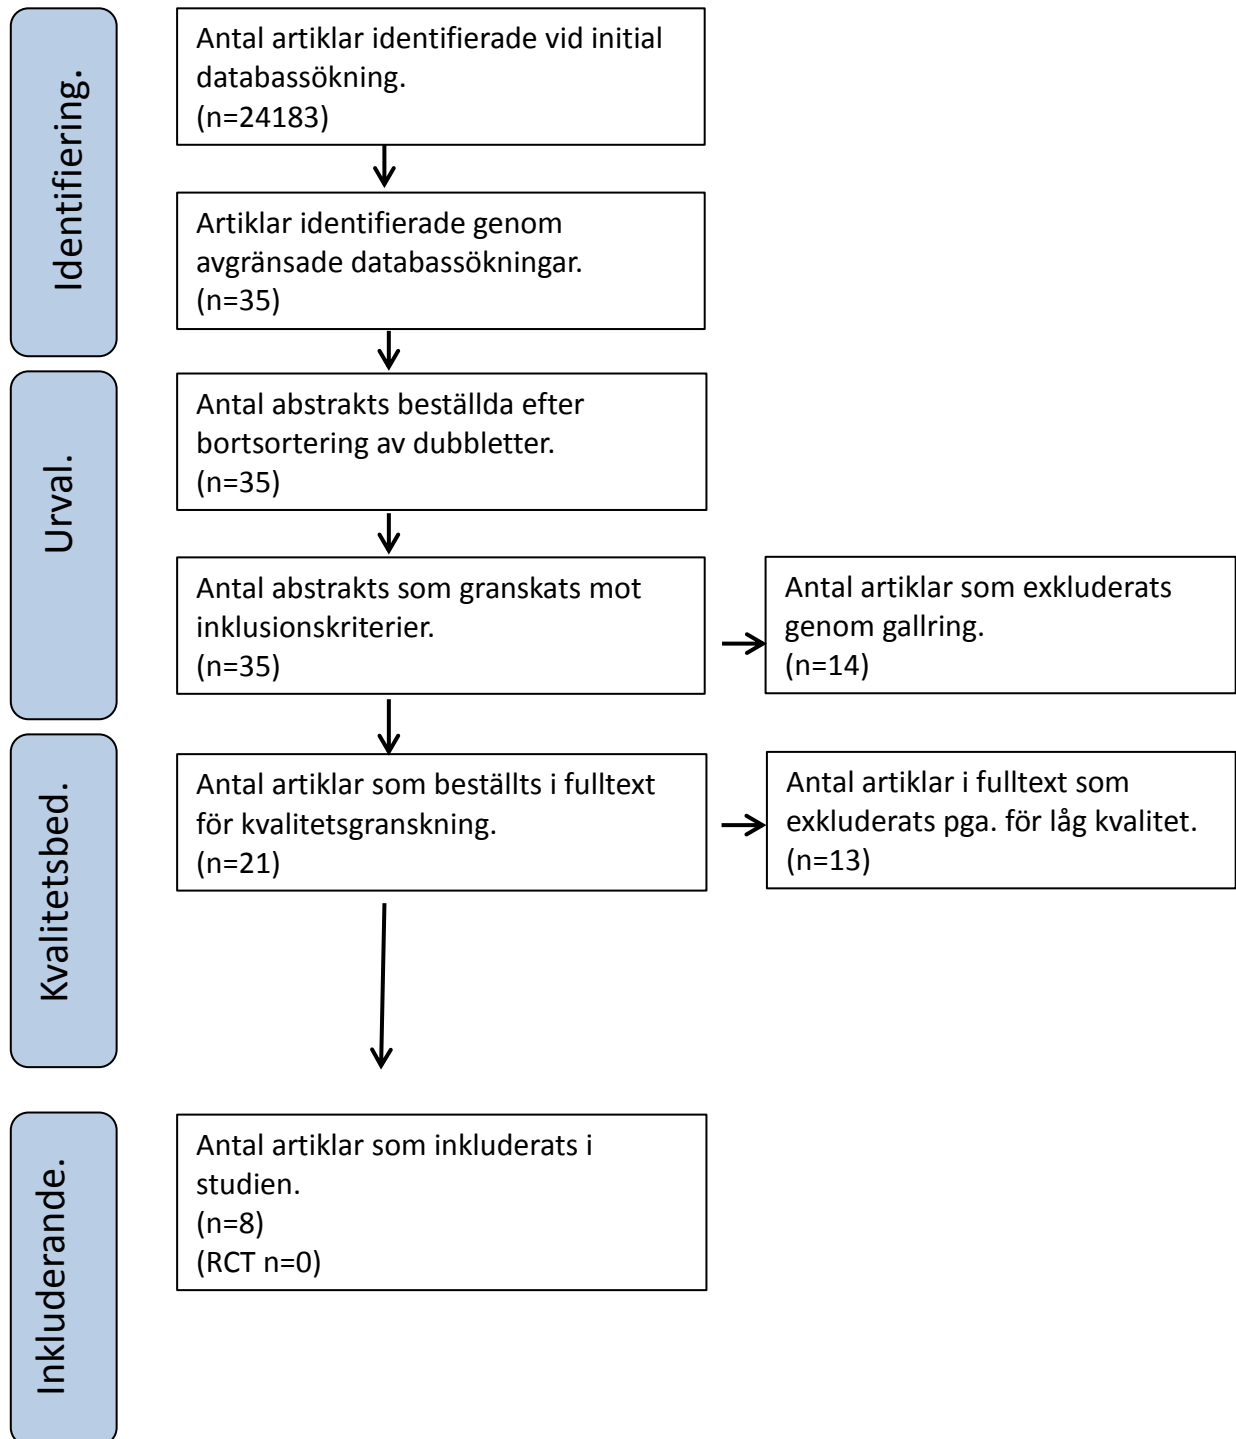 Identifiering.
Antal artiklar identifierade vid initial
databassökning.
(n=24183)
Artiklar identifierade genom
avgränsade databassökningar.
(n=35)
Urval.
Antal abstrakts beställda efter
bortsortering av dubbletter.
(n=35)
Antal abstrakts som granskats mot
inklusionskriterier.
(n=35)
Antal artiklar som exkluderats
genom gallring.
(n=14)
Kvalitetsbed.
Antal artiklar som beställts i fulltext
för kvalitetsgranskning.
(n=21)
Antal artiklar i fulltext som
exkluderats pga. för låg kvalitet.
(n=13)
Inkluderande.
Antal artiklar som inkluderats i
studien.
(n=8)
(RCT n=0)